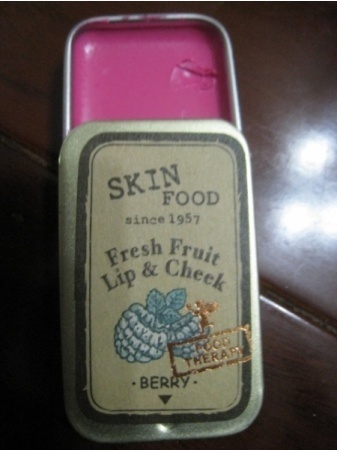 SKIN
FOOD
since 1957
Fresh Fruit
Lip & Cheek
FOOD
THERAPY
·BERRY·